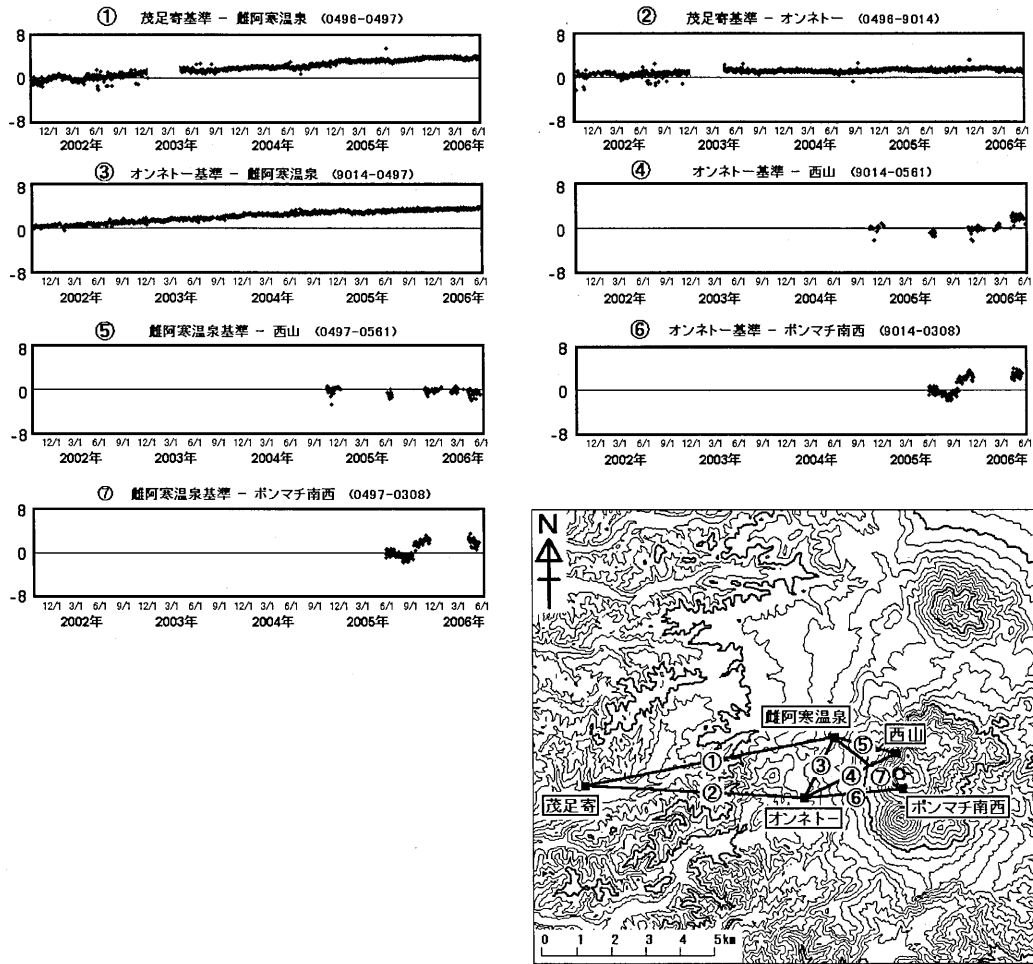 ① 茂足寄基準 − 雌阿寒温泉 (0496-0497)
8
0
-8
12/1 3/1 6/1 9/1 12/1 3/1 6/1 9/1 12/1 3/1 6/1 9/1 12/1 3/1 6/1 9/1 12/1 3/1 6/1
2002年 2003年 2004年 2005年 2006年
② 茂足寄基準 − オンネトー (0496-9014)
8
0
-8
12/1 3/1 6/1 9/1 12/1 3/1 6/1 9/1 12/1 3/1 6/1 9/1 12/1 3/1 6/1 9/1 12/1 3/1 6/1
2002年 2003年 2004年 2005年 2006年
③ オンネトー基準 − 雌阿寒温泉 (9014-0497)
8
0
-8
12/1 3/1 6/1 9/1 12/1 3/1 6/1 9/1 12/1 3/1 6/1 9/1 12/1 3/1 6/1 9/1 12/1 3/1 6/1
2002年 2003年 2004年 2005年 2006年
④ オンネトー基準 − 西山 (9014-0561)
8
0
-8
12/1 3/1 6/1 9/1 12/1 3/1 6/1 9/1 12/1 3/1 6/1 9/1 12/1 3/1 6/1 9/1 12/1 3/1 6/1
2002年 2003年 2004年 2005年 2006年
⑤ 雌阿寒温泉基準 − 西山 (0497-0561)
8
0
-8
12/1 3/1 6/1 9/1 12/1 3/1 6/1 9/1 12/1 3/1 6/1 9/1 12/1 3/1 6/1 9/1 12/1 3/1 6/1
2002年 2003年 2004年 2005年 2006年
⑥ オンネトー基準 − ポンマチ南西 (9014-0308)
8
0
-8
12/1 3/1 6/1 9/1 12/1 3/1 6/1 9/1 12/1 3/1 6/1 9/1 12/1 3/1 6/1 9/1 12/1 3/1 6/1
2002年 2003年 2004年 2005年 2006年
⑦ 雌阿寒温泉基準 − ポンマチ南西 (0497-0308)
8
0
-8
12/1 3/1 6/1 9/1 12/1 3/1 6/1 9/1 12/1 3/1 6/1 9/1 12/1 3/1 6/1 9/1 12/1 3/1 6/1
2002年 2003年 2004年 2005年 2006年
N
雌阿寒温泉
西山
⑤
①
③
④
⑦
②
⑥
茂足寄
オンネトー
ポンマチ南西
0 1 2 3 4 5km